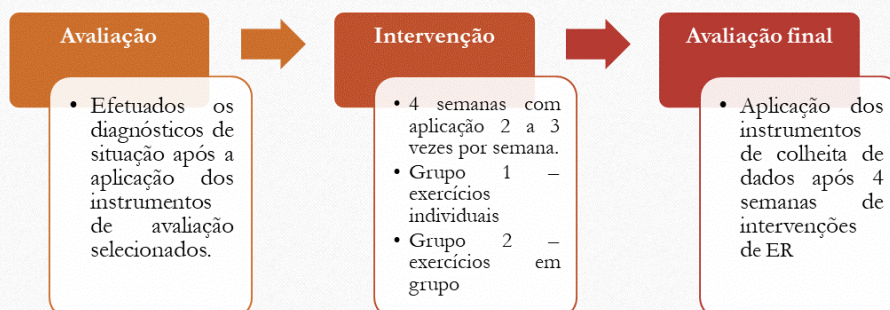 Avaliação
• Efetuados os
diagnósticos de
situação após a
aplicação dos
instrumentos
de avaliação
selecionados.
Intervenção
• 4 semanas com
aplicação 2 a 3
vezes por semana.
• Grupo 1 –
exercícios
individuais
• Grupo 2 –
exercícios em
grupo
Avaliação final
• Aplicação dos
instrumentos
de colheita de
dados após 4
semanas de
intervenções
de ER